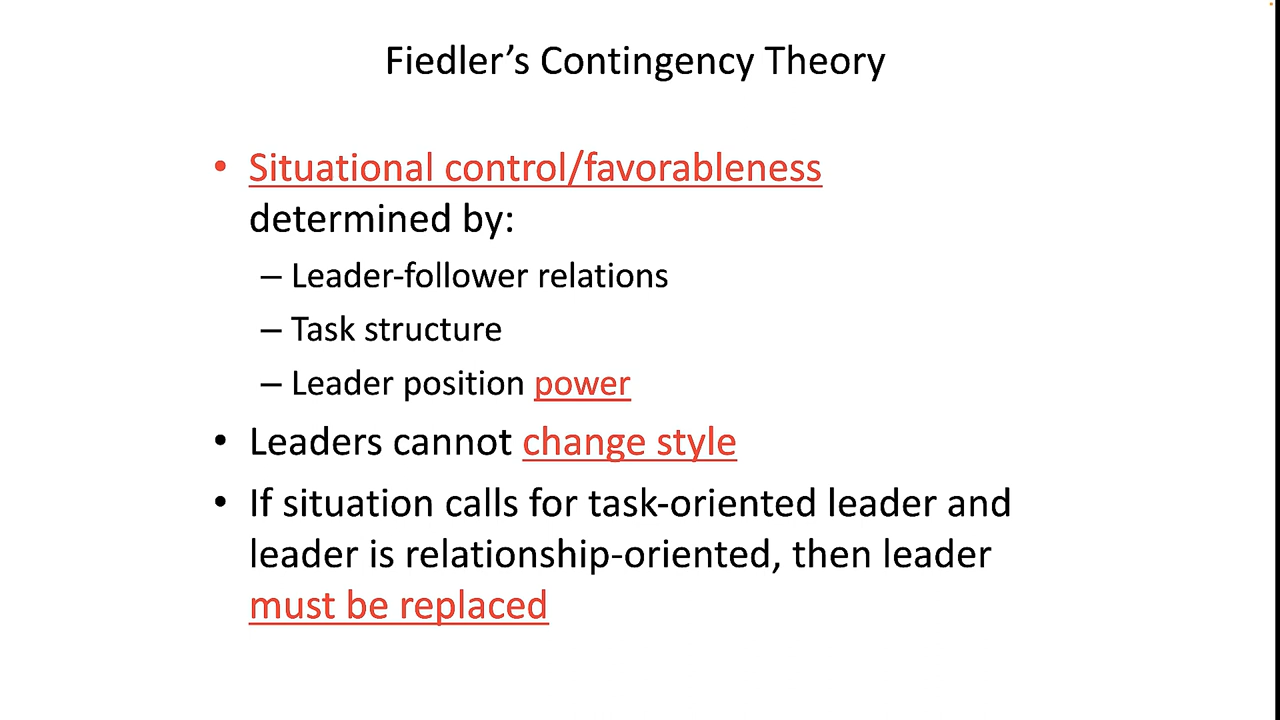 Fiedler’s Contingency Theory
• Situational control/favorableness
determined by:
– Leader-follower relations
– Task structure
– Leader position power
• Leaders cannot change style
• If situation calls for task-oriented leader and
leader is relationship-oriented, then leader
must be replaced